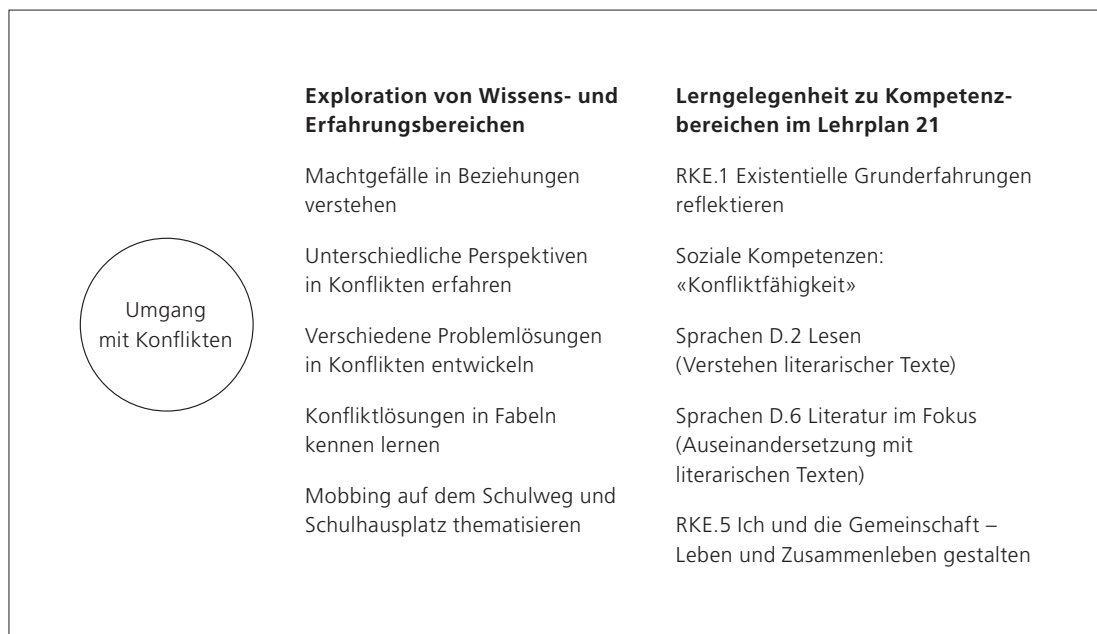 Umgang
mit Konflikten
Exploration von Wissens- und
Erfahrungsbereichen
Machtgefälle in Beziehungen
verstehen
Unterschiedliche Perspektiven
in Konflikten erfahren
Verschiedene Problemlösungen
in Konflikten entwickeln
Konfliktlösungen in Fabeln
kennen lernen
Mobbing auf dem Schulweg und
Schulhausplatz thematisieren
Lerngelegenheit zu Kompetenz-
bereichen im Lehrplan 21
RKE.1 Existentielle Grunderfahrungen
reflektieren
Soziale Kompetenzen:
«Konfliktfähigkeit»
Sprachen D.2 Lesen
(Verstehen literarischer Texte)
Sprachen D.6 Literatur im Fokus
(Auseinandersetzung mit
literarischen Texten)
RKE.5 Ich und die Gemeinschaft –
Leben und Zusammenleben gestalten